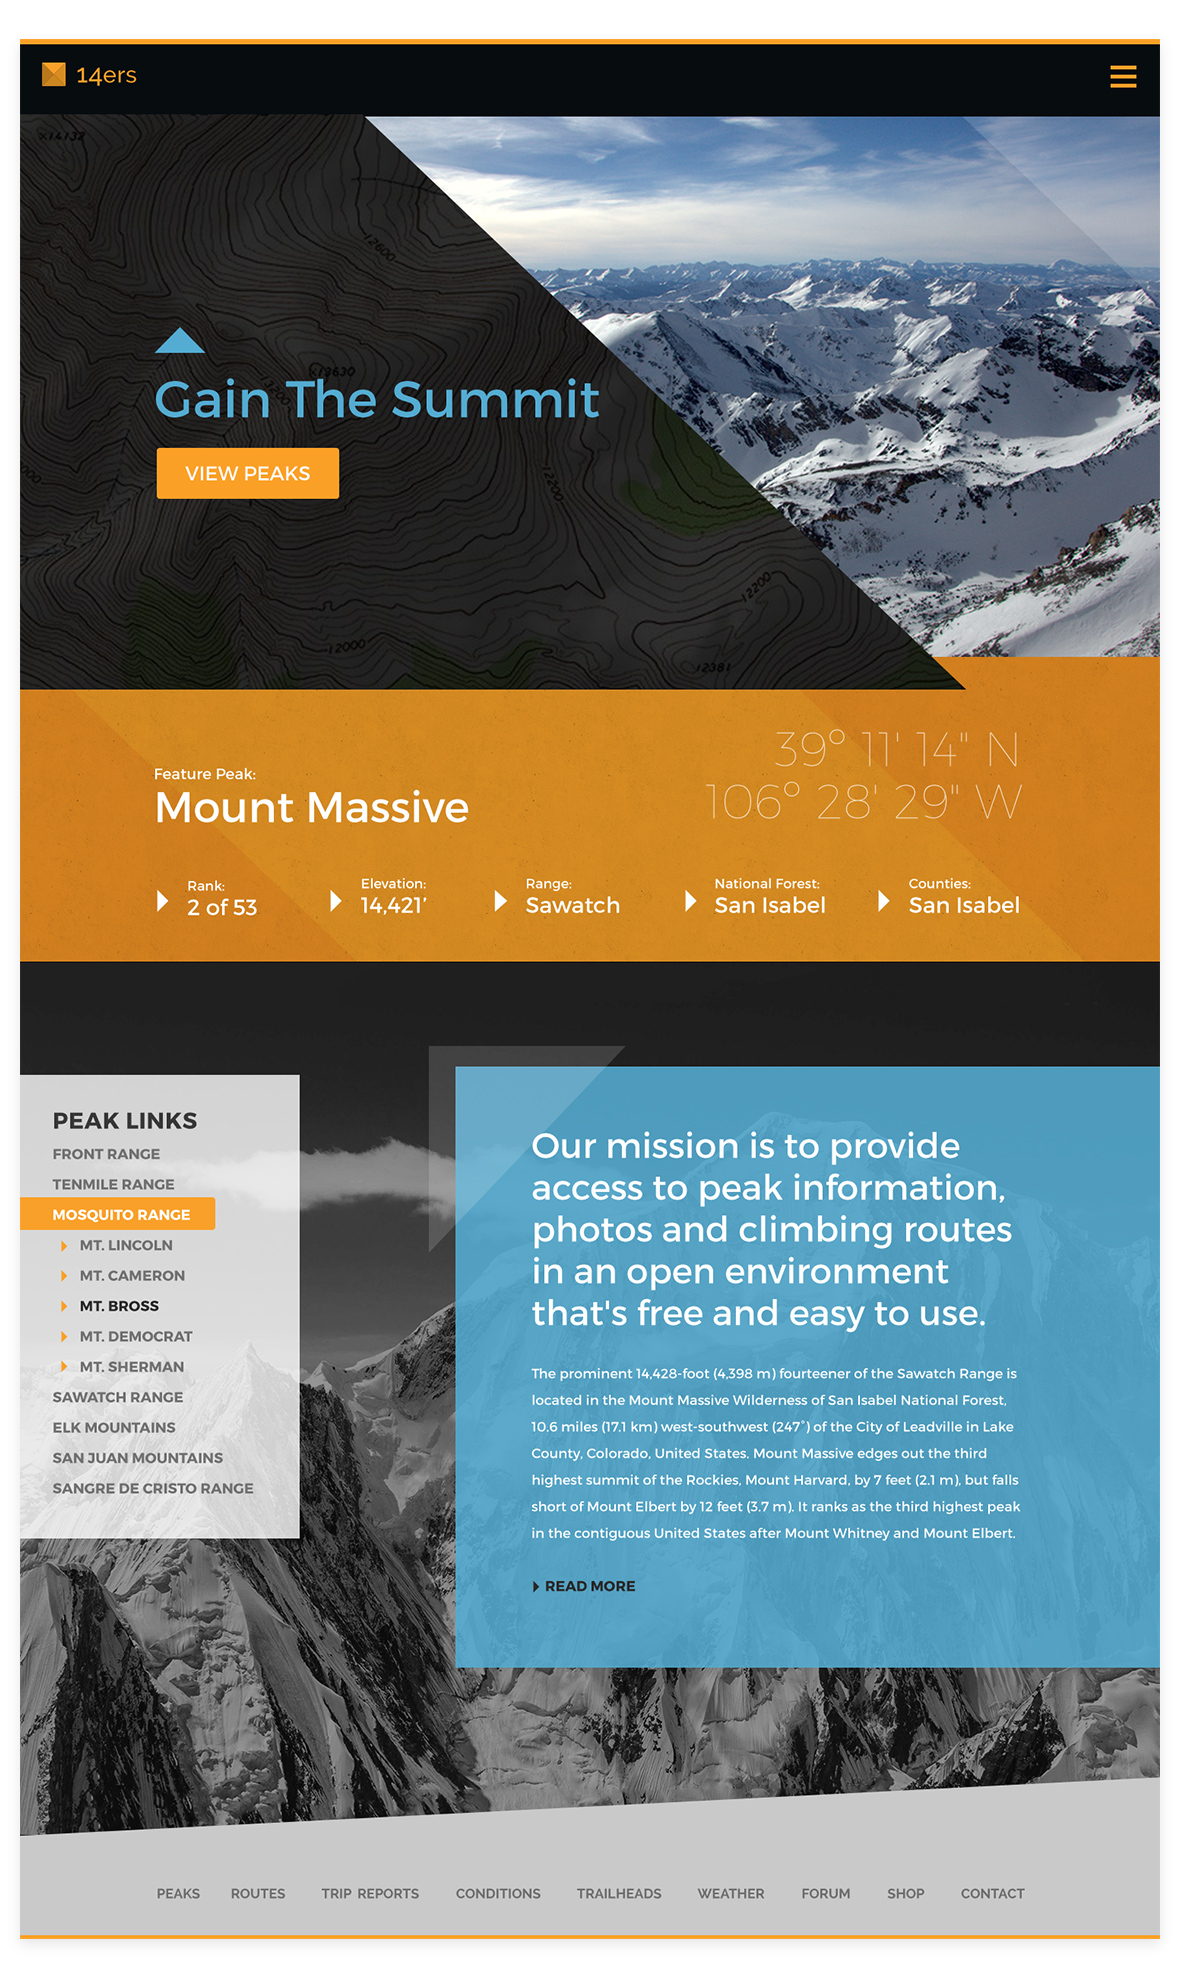 14ers
×14132
12600
×13630
Gain The Summit
VIEW PEAKS
12200
12200
12000
12381
39° 11' 14" N
106° 28' 29" W
Feature Peak:
Mount Massive
Rank:
2 of 53
Elevation:
14,421'
Range:
Sawatch
National Forest:
San Isabel
Counties:
San Isabel
PEAK LINKS
FRONT RANGE
TENMILE RANGE
MOSQUITO RANGE
MT. LINCOLN
MT. CAMERON
MT. BROSS
MT. DEMOCRAT
MT. SHERMAN
SAWATCH RANGE
ELK MOUNTAINS
SAN JUAN MOUNTAINS
SANGRE DE CRISTO RANGE
Our mission is to provide
access to peak information,
photos and climbing routes
in an open environment
that's free and easy to use.
The prominent 14,428-foot (4,398 m) fourteener of the Sawatch Range is
located in the Mount Massive Wilderness of San Isabel National Forest,
10.6 miles (17.1 km) west-southwest (247°) of the City of Leadville in Lake
County, Colorado, United States. Mount Massive edges out the third
highest summit of the Rockies, Mount Harvard, by 7 feet (2.1 m), but falls
short of Mount Elbert by 12 feet (3.7 m). It ranks as the third highest peak
in the contiguous United States after Mount Whitney and Mount Elbert.
READ MORE
PEAKS ROUTES TRIP REPORTS CONDITIONS TRAILHEADS WEATHER FORUM SHOP CONTACT